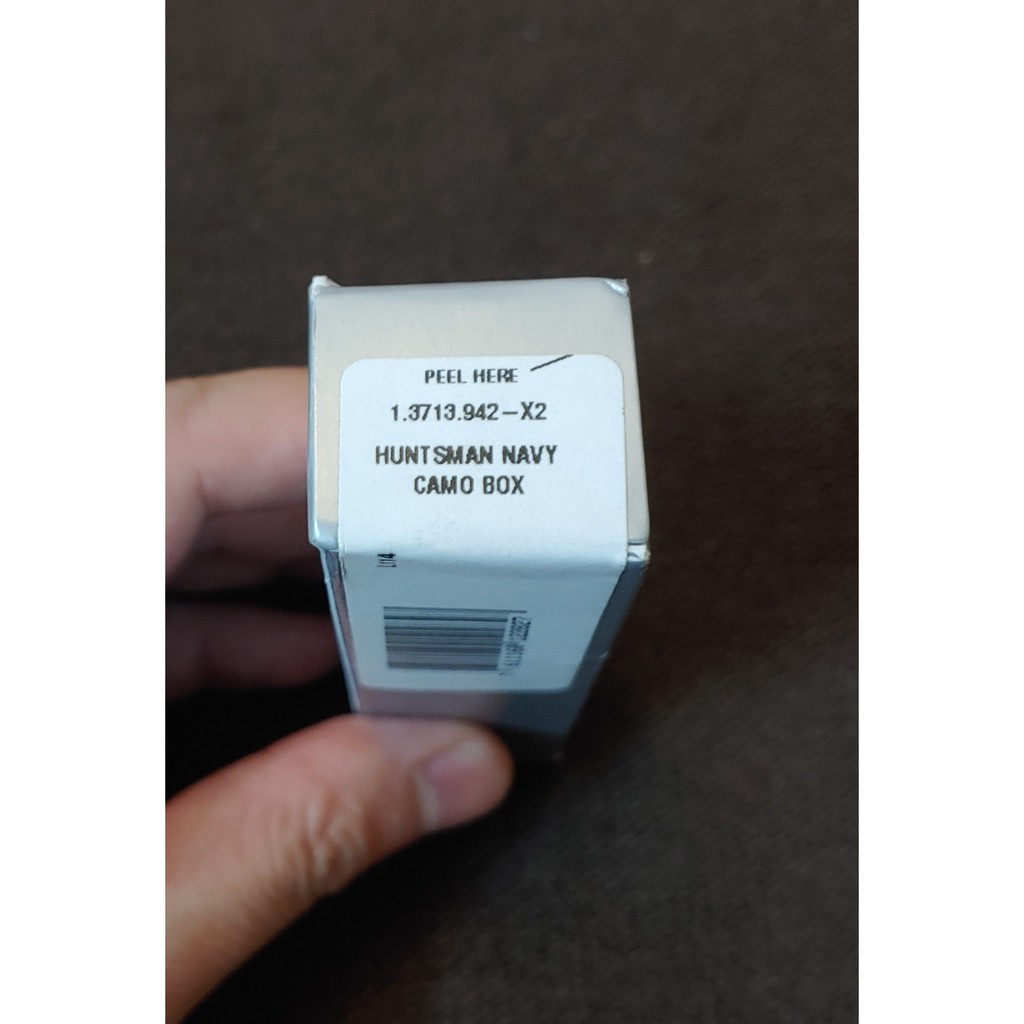 PEEL HERE
1.3713.942-X2
HUNTSMAN NAVY
CAMO BOX